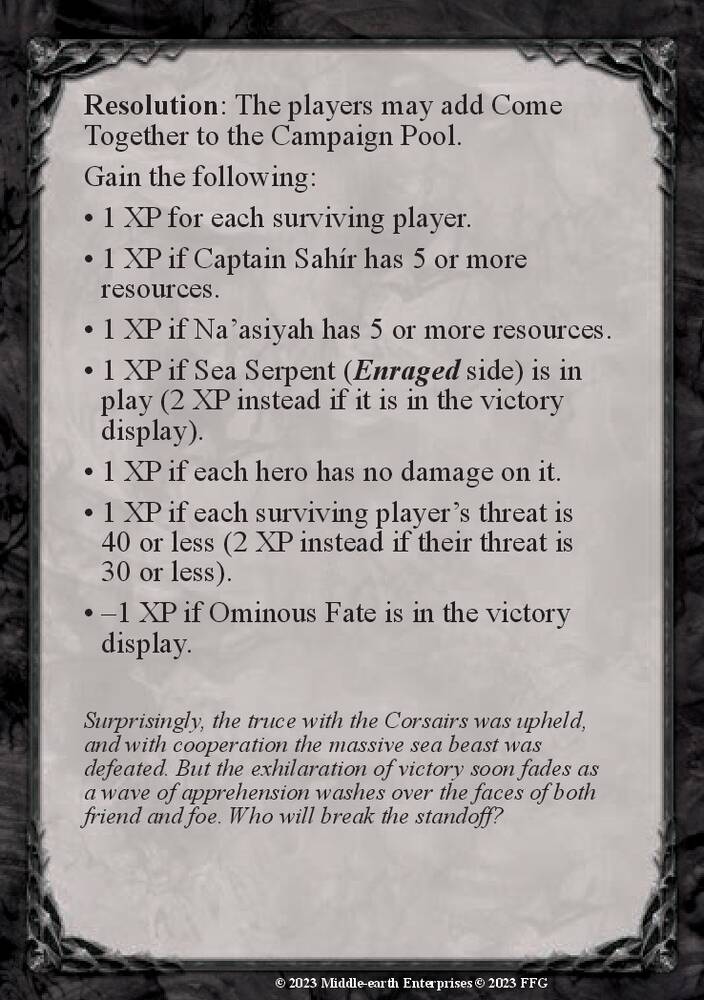 Resolution: The players may add Come
Together to the Campaign Pool.
Gain the following:
• 1 XP for each surviving player.
• 1 XP if Captain Sahír has 5 or more
resources.
• 1 XP if Na’asiyah has 5 or more resources.
• 1 XP if Sea Serpent (Enraged side) is in
play (2 XP instead if it is in the victory
display).
• 1 XP if each hero has no damage on it.
• 1 XP if each surviving player’s threat is
40 or less (2 XP instead if their threat is
30 or less).
• –1 XP if Ominous Fate is in the victory
display.
Surprisingly, the truce with the Corsairs was upheld,
and with cooperation the massive sea beast was
defeated. But the exhilaration of victory soon fades as
a wave of apprehension washes over the faces of both
friend and foe. Who will break the standoff?
© 2023 Middle-earth Enterprises © 2023 FFG